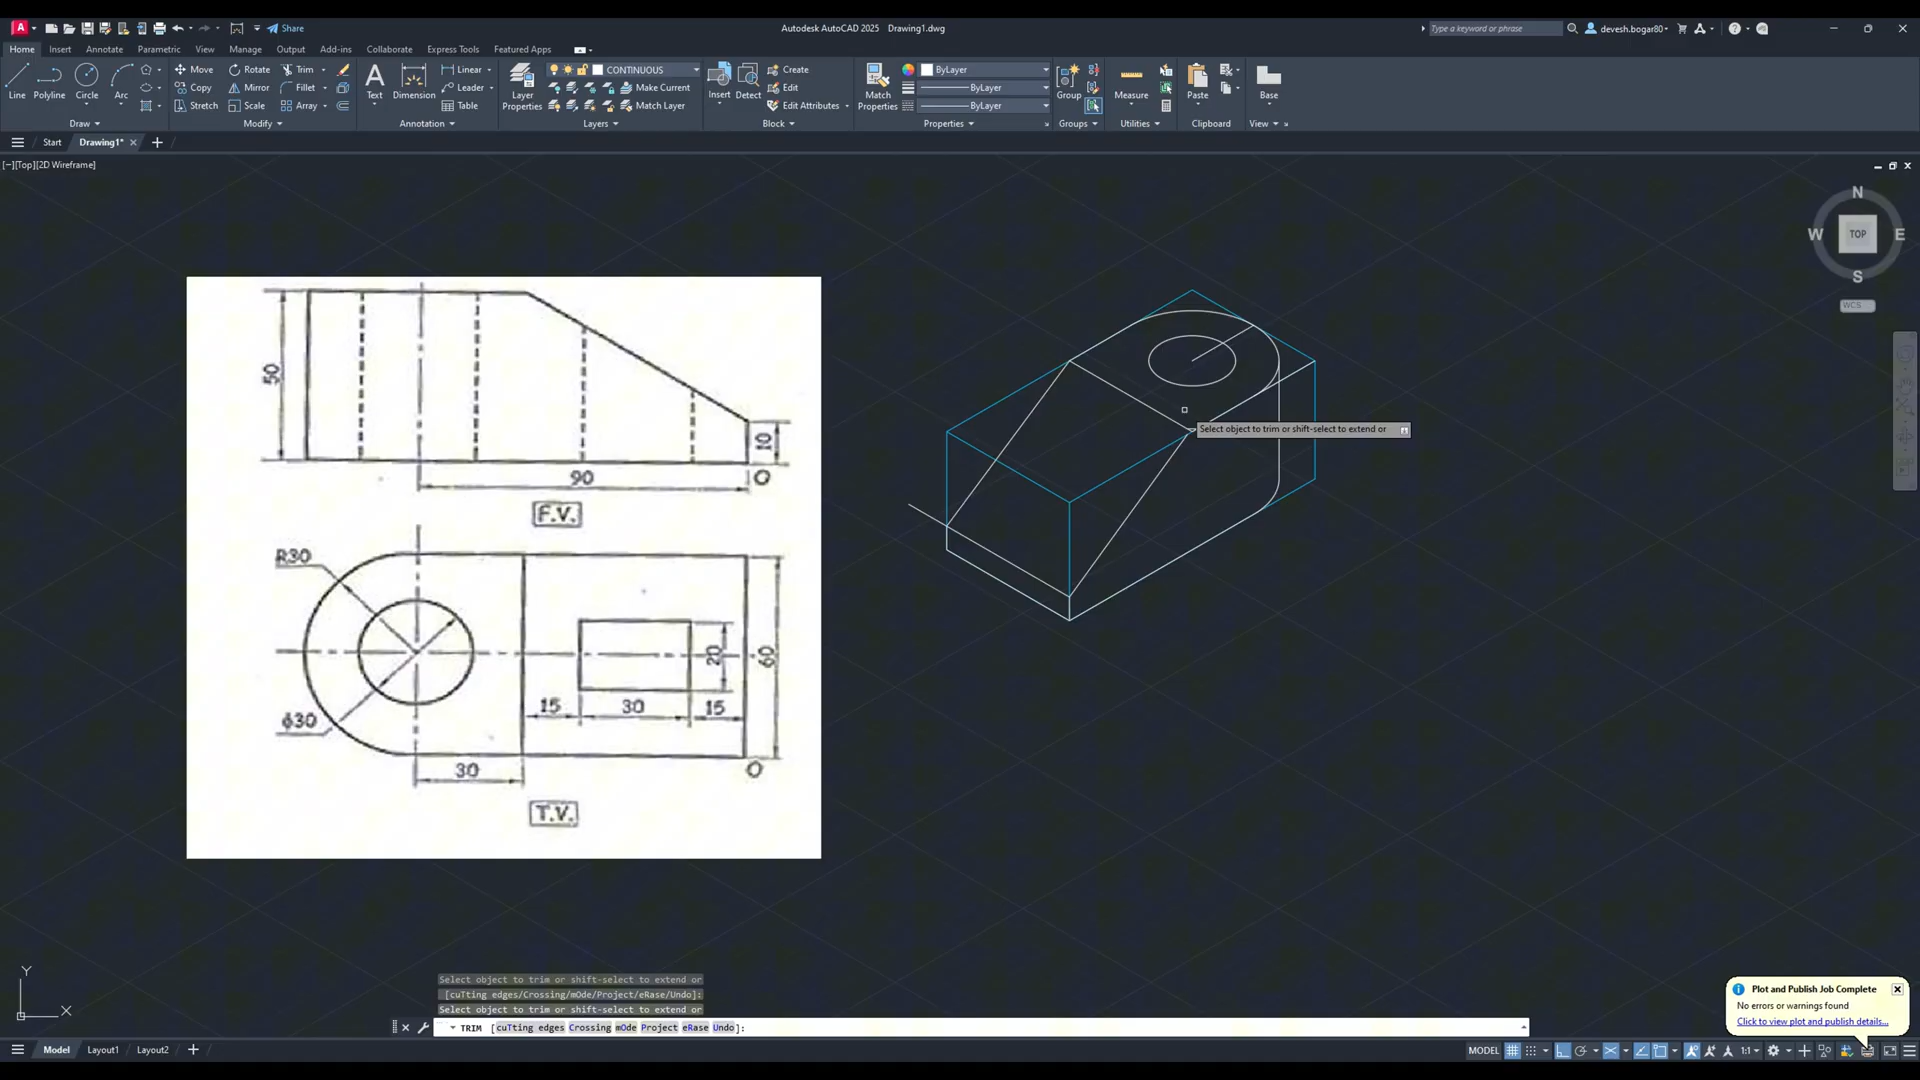 Share
Autodesk AutoCAD 2025 Drawing1.dwg
Type a keyword or phrase
devesh.bogar80
Home Insert Annotate Parametric View Manage Output Add-ins Collaborate Express Tools Featured Apps
Line Polyline Circle Arc
Move Rotate Trim
Copy Mirror Fillet
Stretch Scale Array
Text Dimension
Linear
Leader
Table
Layer Properties
CONTINUOUS
Make Current
Match Layer
Insert Detect
Create
Edit
Edit Attributes
Match Properties
ByLayer
ByLayer
ByLayer
Group
Measure
Paste
Base
Draw Modify Annotation Layers Block Properties Groups Utilities Clipboard View
Start Drawing1*
[−][Top][2D Wireframe]
N
W TOP E
S
WCS
50
10
90 O
F.V.
R30
20 60
15 30 15
ϕ30
30 O
T.V.
Select object to trim or shift-select to extend or
Y
X
Select object to trim or shift-select to extend or
[cuTting edges/Crossing/mOde/Project/eRase/Undo]:
Select object to trim or shift-select to extend or
TRIM [cuTting edges Crossing mOde Project eRase Undo]:
Plot and Publish Job Complete
No errors or warnings found
Click to view plot and publish details...
Model Layout1 Layout2
MODEL 1:1